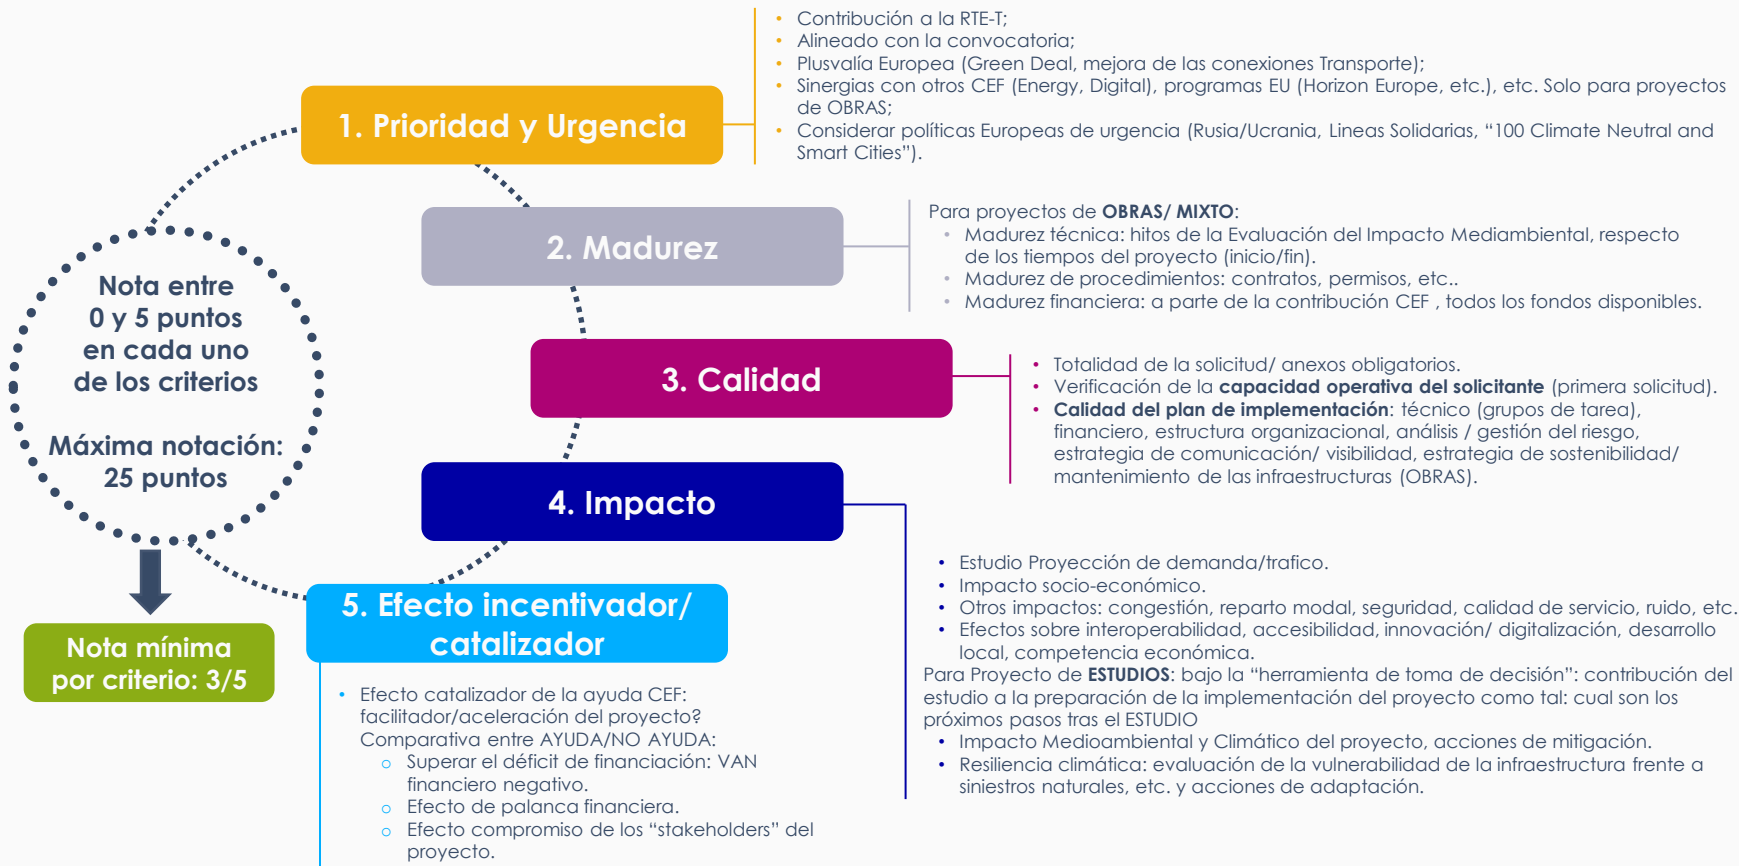 Nota entre
0 y 5 puntos
en cada uno
de los criterios
Máxima notación:
25 puntos
Nota mínima
por criterio: 3/5
1. Prioridad y Urgencia
• Contribución a la RTE-T;
• Alineado con la convocatoria;
• Plusvalía Europea (Green Deal, mejora de las conexiones Transporte);
• Sinergias con otros CEF (Energy, Digital), programas EU (Horizon Europe, etc.), etc. Solo para proyectos
de OBRAS;
• Considerar políticas Europeas de urgencia (Rusia/Ucrania, Lineas Solidarias, “100 Climate Neutral and
Smart Cities”).
2. Madurez
Para proyectos de OBRAS/ MIXTO:
• Madurez técnica: hitos de la Evaluación del Impacto Mediambiental, respecto
de los tiempos del proyecto (inicio/fin).
• Madurez de procedimientos: contratos, permisos, etc..
• Madurez financiera: a parte de la contribución CEF , todos los fondos disponibles.
3. Calidad
• Totalidad de la solicitud/ anexos obligatorios.
• Verificación de la capacidad operativa del solicitante (primera solicitud).
• Calidad del plan de implementación: técnico (grupos de tarea),
financiero, estructura organizacional, análisis / gestión del riesgo,
estrategia de comunicación/ visibilidad, estrategia de sostenibilidad/
mantenimiento de las infraestructuras (OBRAS).
4. Impacto
• Estudio Proyección de demanda/trafico.
• Impacto socio-económico.
• Otros impactos: congestión, reparto modal, seguridad, calidad de servicio, ruido, etc.
• Efectos sobre interoperabilidad, accesibilidad, innovación/ digitalización, desarrollo
local, competencia económica.
Para Proyecto de ESTUDIOS: bajo la “herramienta de toma de decisión”: contribución del
estudio a la preparación de la implementación del proyecto como tal: cual son los
próximos pasos tras el ESTUDIO
• Impacto Medioambiental y Climático del proyecto, acciones de mitigación.
• Resiliencia climática: evaluación de la vulnerabilidad de la infraestructura frente a
siniestros naturales, etc. y acciones de adaptación.
5. Efecto incentivador/
catalizador
• Efecto catalizador de la ayuda CEF:
facilitador/aceleración del proyecto?
Comparativa entre AYUDA/NO AYUDA:
o Superar el déficit de financiación: VAN
financiero negativo.
o Efecto de palanca financiera.
o Efecto compromiso de los “stakeholders” del
proyecto.